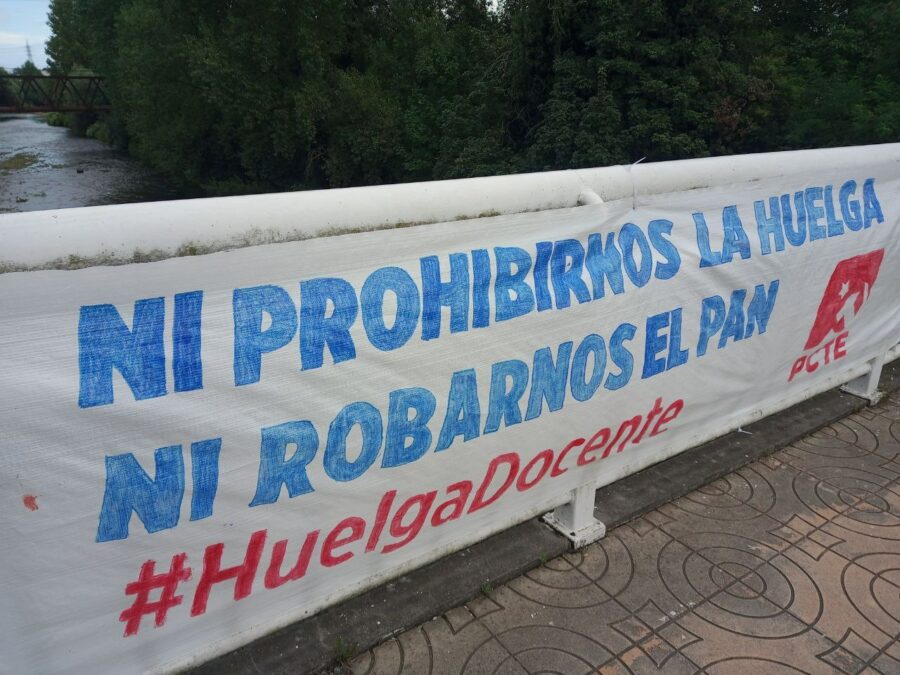 NI PROHIBIRNOS LA HUELGA
NI ROBARNOS EL PAN
#HuelgaDocente
PCTE